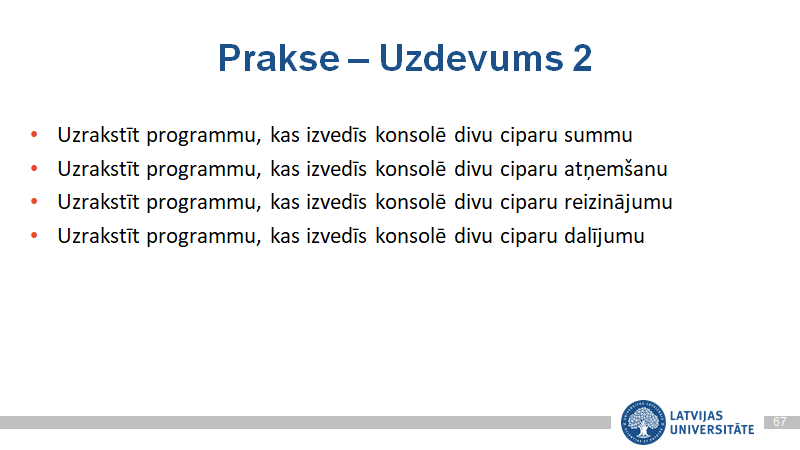 Prakse – Uzdevums 2
• Uzrakstīt programmu, kas izvedīs konsolē divu ciparu summu
• Uzrakstīt programmu, kas izvedīs konsolē divu ciparu atņemšanu
• Uzrakstīt programmu, kas izvedīs konsolē divu ciparu reizinājumu
• Uzrakstīt programmu, kas izvedīs konsolē divu ciparu dalījumu
LATVIJAS
UNIVERSITĀTE
67